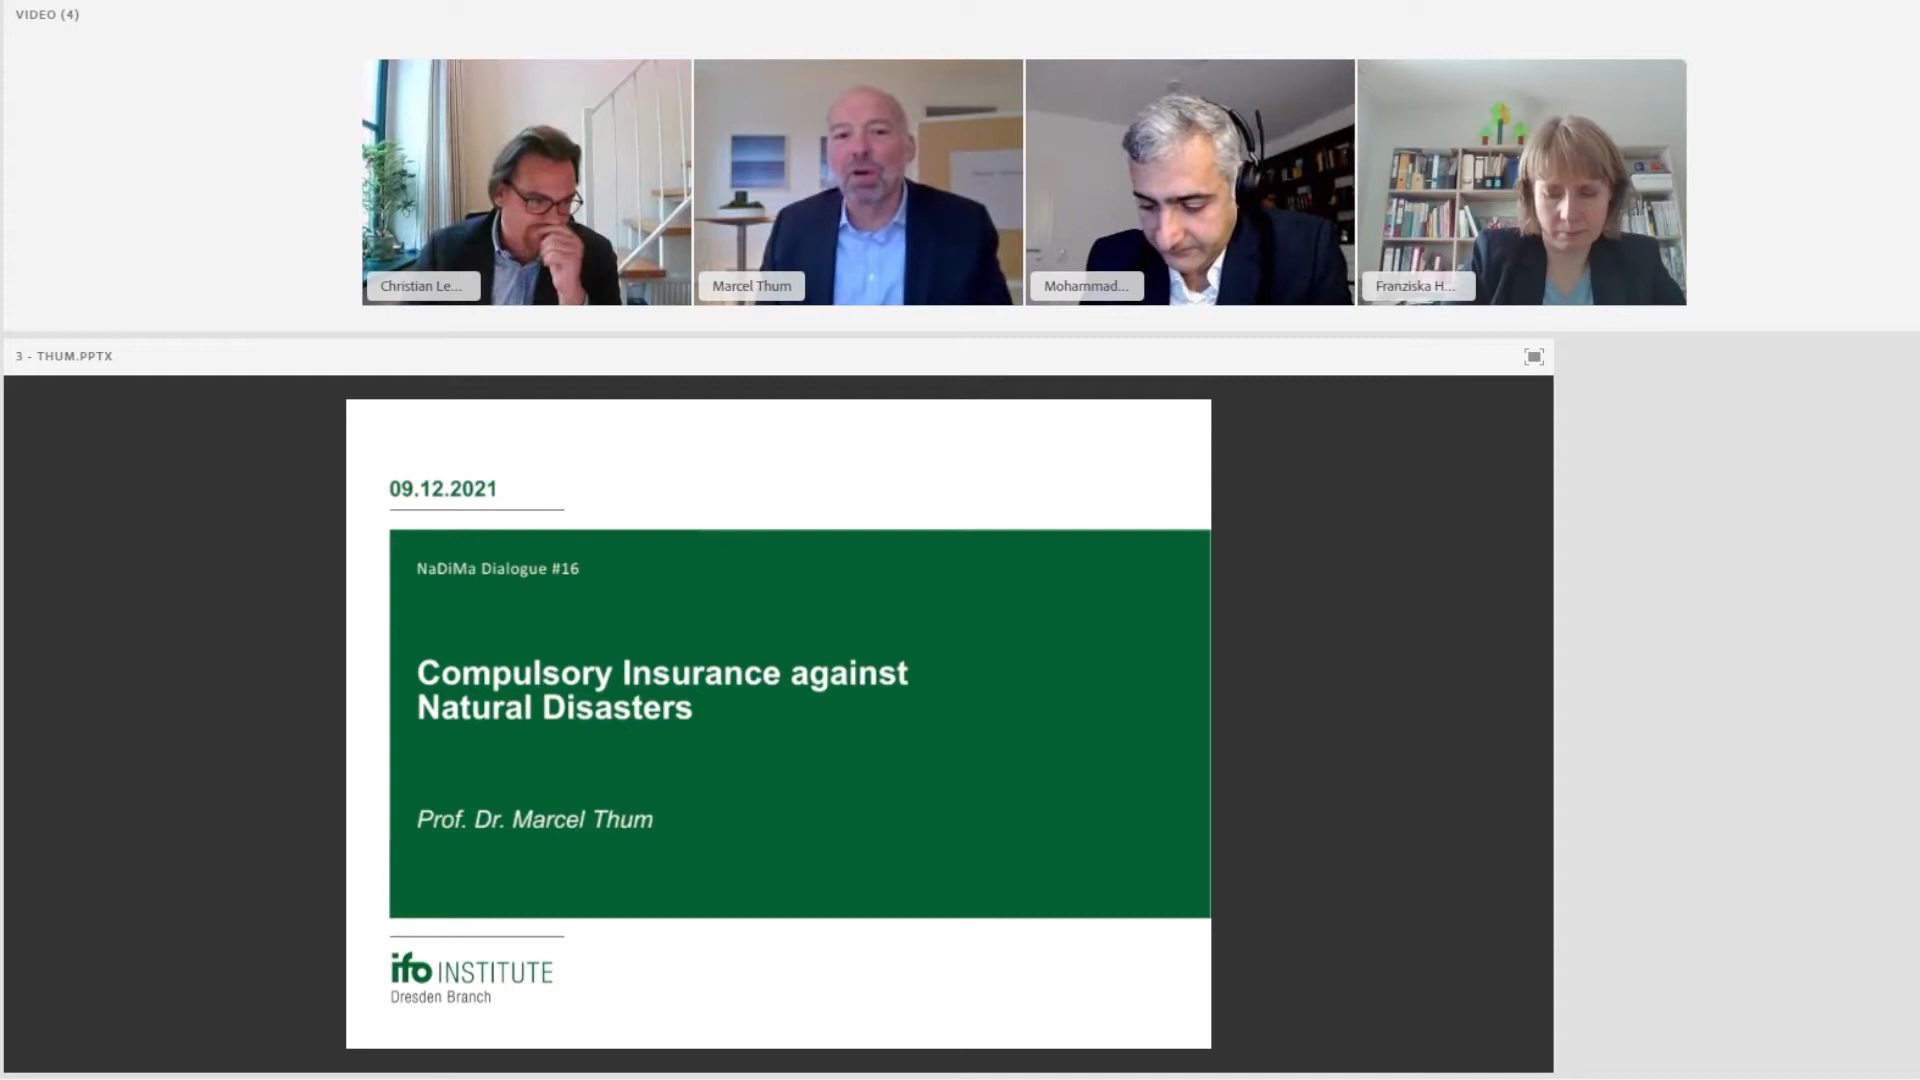 VIDEO (4)
Christian Le...
Marcel Thum
Mohammad...
Franziska H...
3 - THUM.PPTX
09.12.2021
NaDiMa Dialogue #16
Compulsory Insurance against
Natural Disasters
Prof. Dr. Marcel Thum
ifo INSTITUTE
Dresden Branch